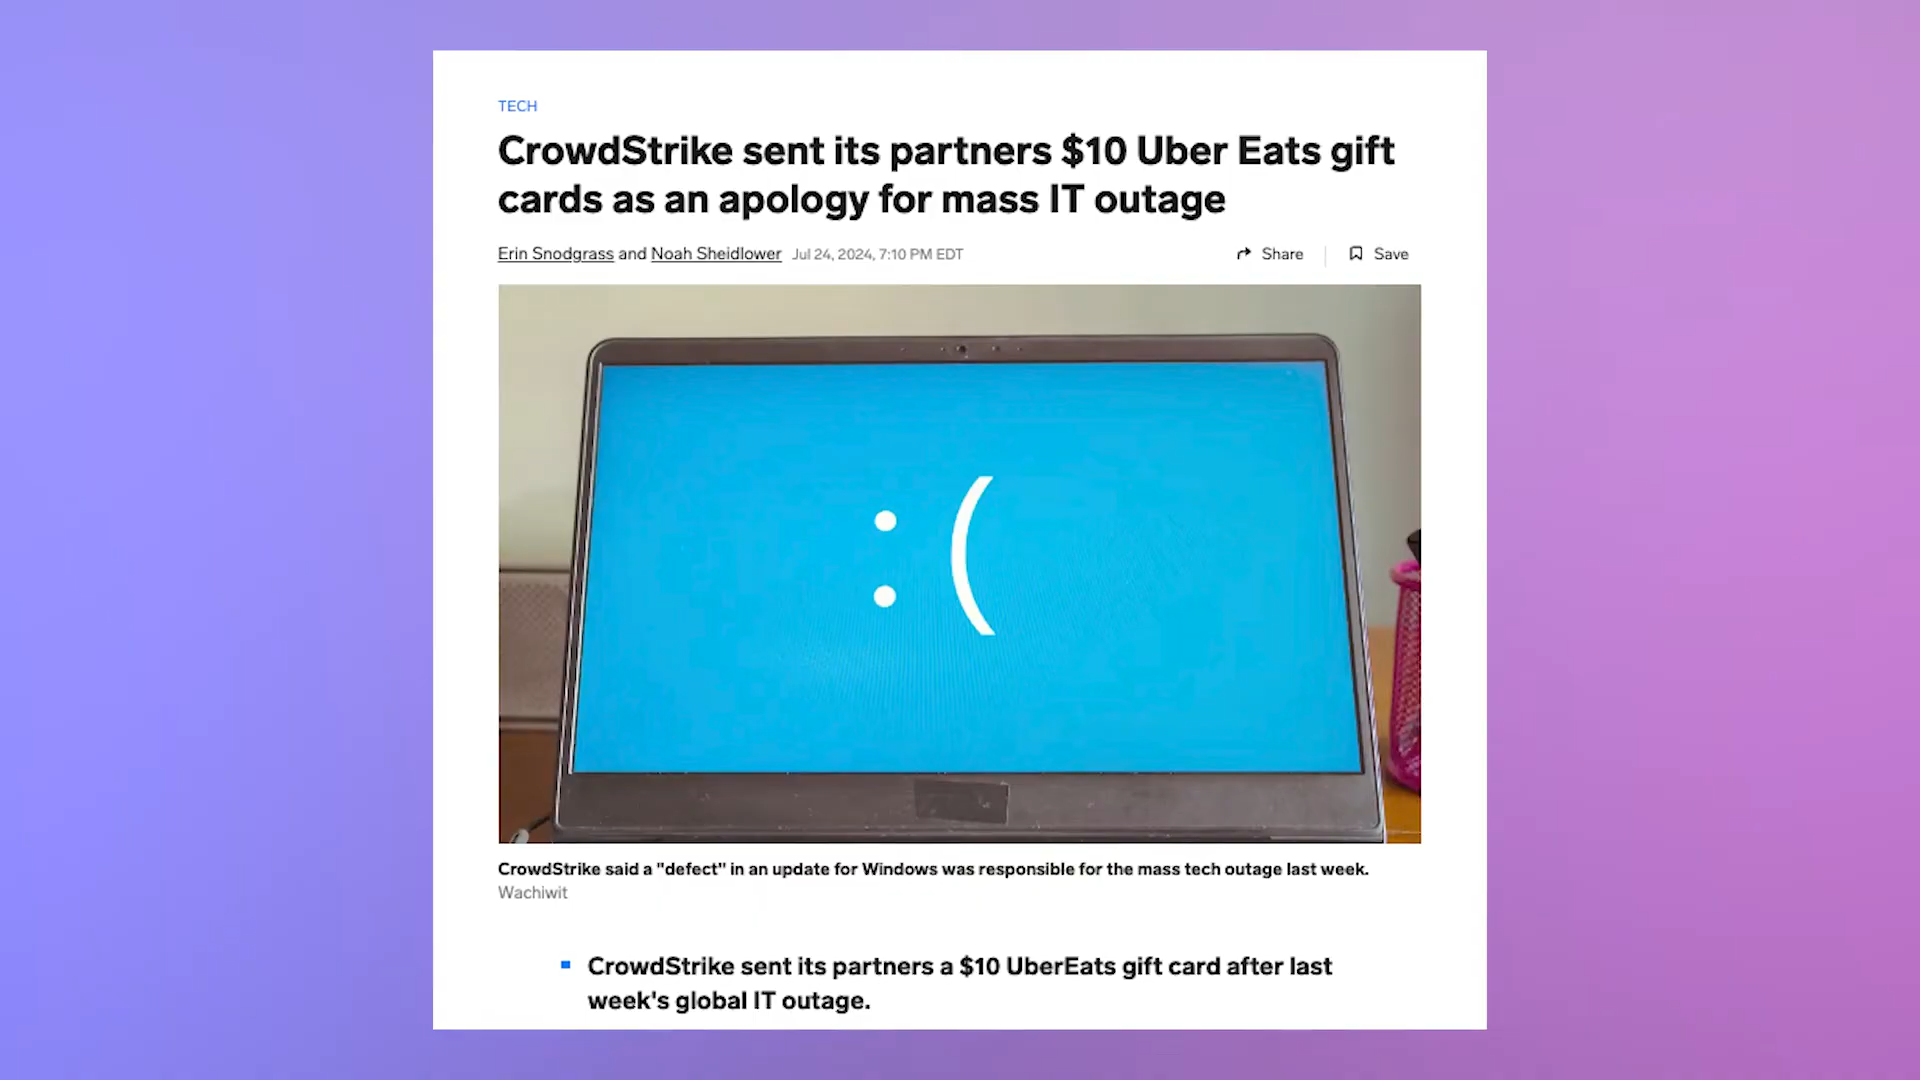 TECH
CrowdStrike sent its partners $10 Uber Eats gift
cards as an apology for mass IT outage
Erin Snodgrass and Noah Sheidlower Jul 24, 2024, 7:10 PM EDT
Share
Save
:(
CrowdStrike said a "defect" in an update for Windows was responsible for the mass tech outage last week.
Wachiwit
CrowdStrike sent its partners a $10 UberEats gift card after last
week's global IT outage.